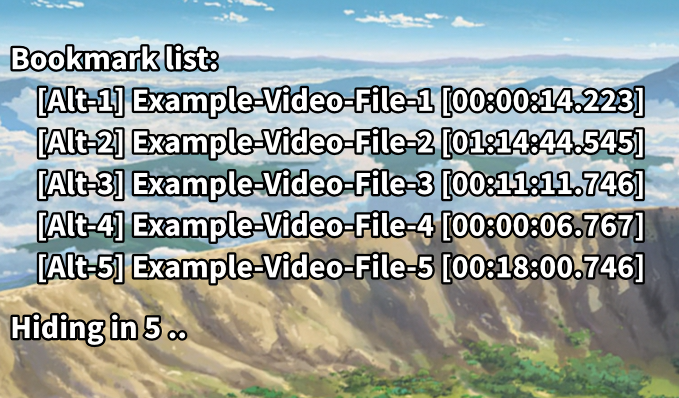 Bookmark list:
[Alt-1] Example-Video-File-1 [00:00:14.223]
[Alt-2] Example-Video-File-2 [01:14:44.545]
[Alt-3] Example-Video-File-3 [00:11:11.746]
[Alt-4] Example-Video-File-4 [00:00:06.767]
[Alt-5] Example-Video-File-5 [00:18:00.746]
Hiding in 5 ..